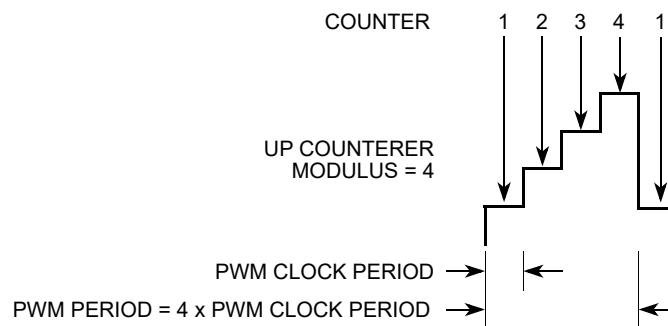 COUNTER 1 2 3 4 1
UP COUNTERER
MODULUS = 4
PWM CLOCK PERIOD
PWM PERIOD = 4 x PWM CLOCK PERIOD